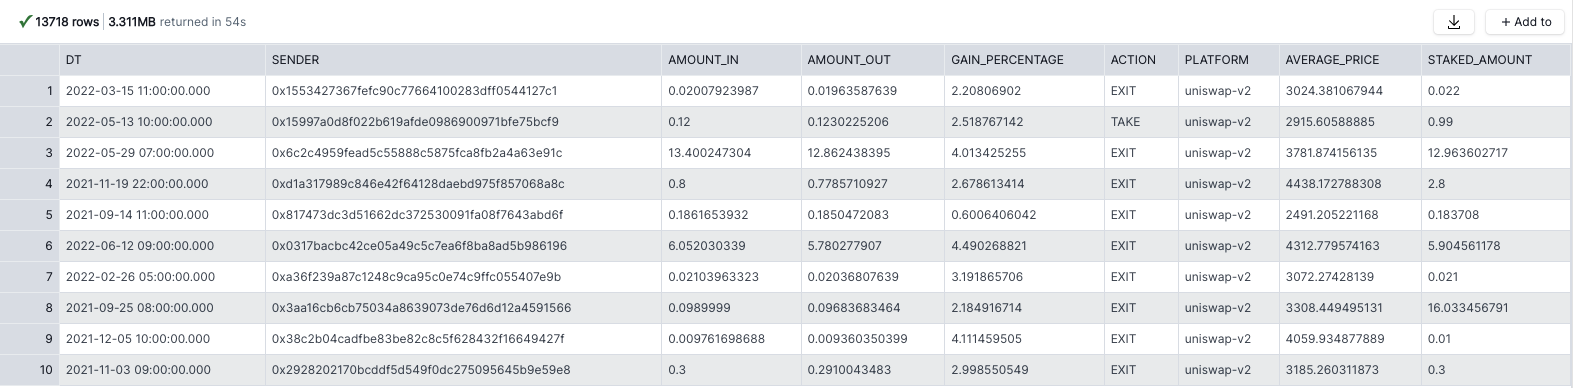 13718 rows 3.311MB returned in 54s + Add to
DT SENDER AMOUNT_IN AMOUNT_OUT GAIN_PERCENTAGE ACTION PLATFORM AVERAGE_PRICE STAKED_AMOUNT
1 2022-03-15 11:00:00.000 0x1553427367fefc90c77664100283dff0544127c1 0.02007923987 0.01963587639 2.20806902 EXIT uniswap-v2 3024.381067944 0.022
2 2022-05-13 10:00:00.000 0x15997a0d8f022b619afde0986900971bfe75bcf9 0.12 0.1230225206 2.518767142 TAKE uniswap-v2 2915.60588885 0.99
3 2022-05-29 07:00:00.000 0x6c2c4959fead5c55888c5875fca8fb2a4a63e91c 13.400247304 12.862438395 4.013425255 EXIT uniswap-v2 3781.874156135 12.963602717
4 2021-11-19 22:00:00.000 0xd1a317989c846e42f64128daebd975f857068a8c 0.8 0.7785710927 2.678613414 EXIT uniswap-v2 4438.172788308 2.8
5 2021-09-14 11:00:00.000 0x817473dc3d51662dc372530091fa08f7643abd6f 0.1861653932 0.1850472083 0.6006406042 EXIT uniswap-v2 2491.205221168 0.183708
6 2022-06-12 09:00:00.000 0x0317bacbc42ce05a49c5c7ea6f8ba8ad5b986196 6.052030339 5.780277907 4.490268821 EXIT uniswap-v2 4312.779574163 5.904561178
7 2022-02-26 05:00:00.000 0xa36f239a87c1248c9ca95c0e74c9ffc055407e9b 0.02103963323 0.02036807639 3.191865706 EXIT uniswap-v2 3072.27428139 0.021
8 2021-09-25 08:00:00.000 0x3aa16cb6cb75034a8639073de76d6d12a4591566 0.0989999 0.09683683464 2.184916714 EXIT uniswap-v2 3308.449495131 16.033456791
9 2021-12-05 10:00:00.000 0x38c2b04cadfbe83be82c8c5f628432f16649427f 0.009761698688 0.009360350399 4.111459505 EXIT uniswap-v2 4059.934877889 0.01
10 2021-11-03 09:00:00.000 0x2928202170bcddf5d549f0dc275095645b9e59e8 0.3 0.2910043483 2.998550549 EXIT uniswap-v2 3185.260311873 0.3